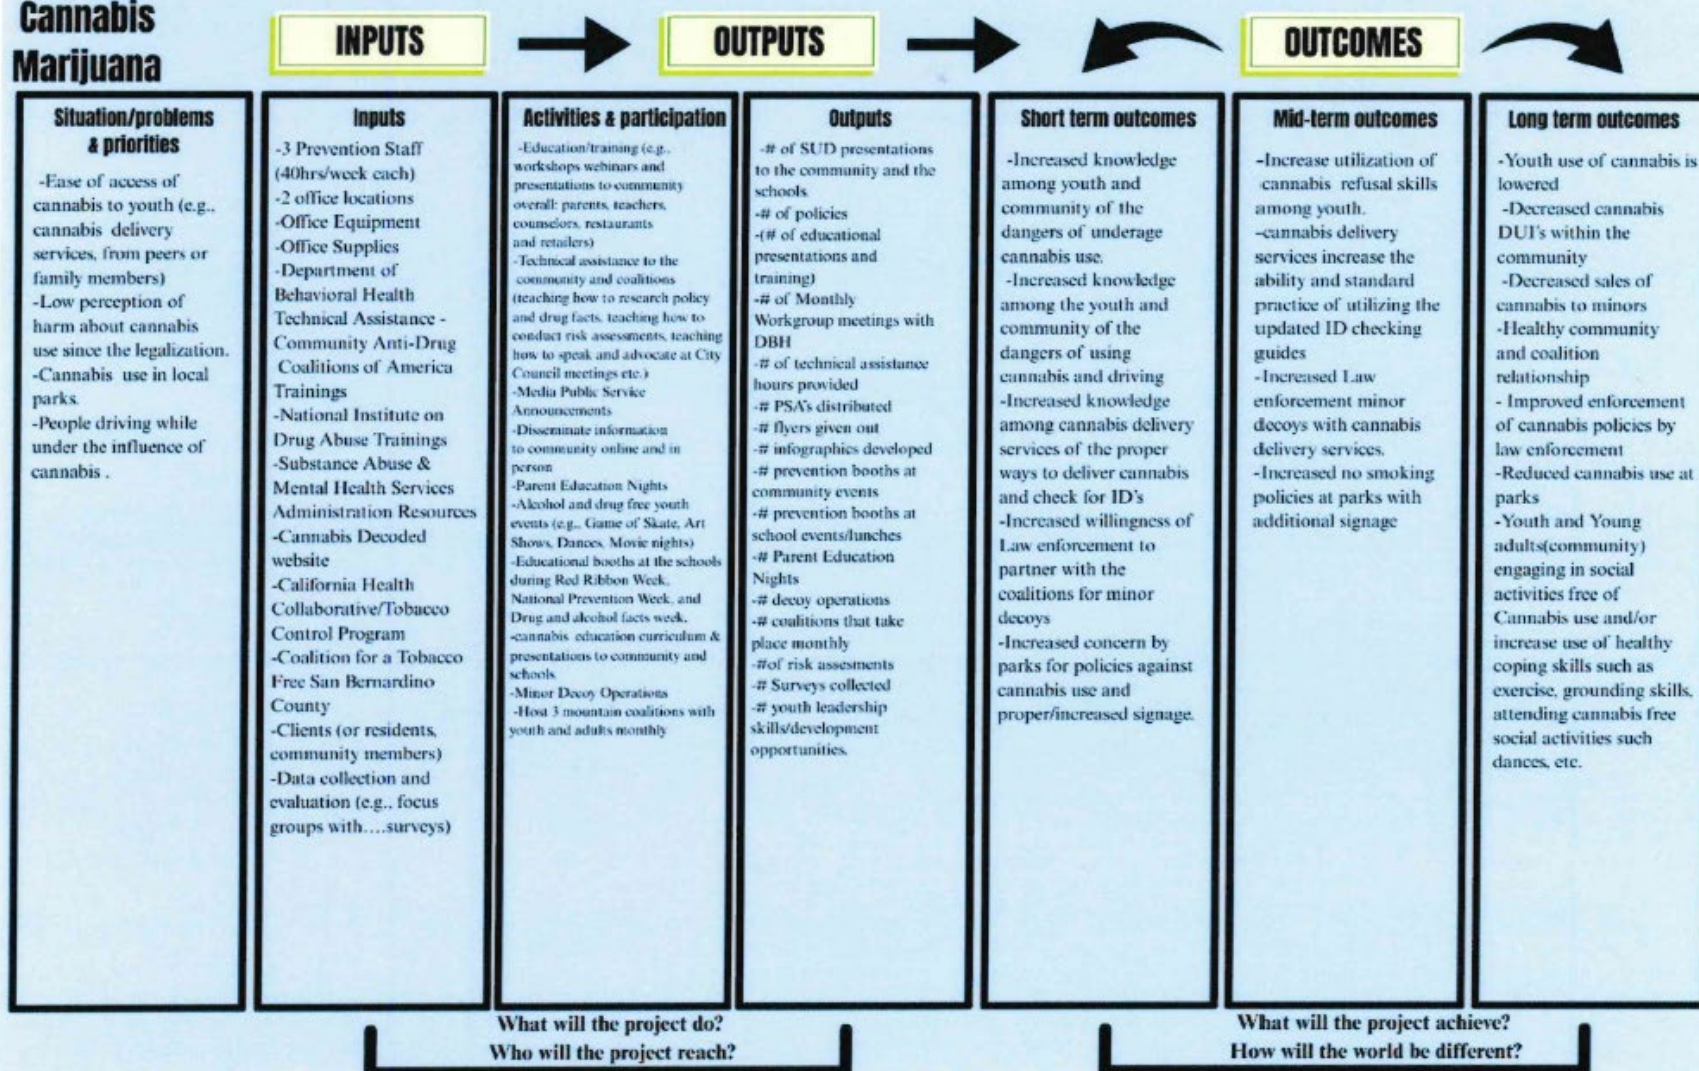 Cannabis
Marijuana
INPUTS
OUTPUTS
OUTCOMES
Situation/problems
& priorities
-Ease of access of
cannabis to youth (e.g.,
cannabis delivery
services, from peers or
family members)
-Low perception of
harm about cannabis
use since the legalization.
-Cannabis use in local
parks.
-People driving while
under the influence of
cannabis .
Inputs
-3 Prevention Staff
(40hrs/week each)
-2 office locations
-Office Equipment
-Office Supplies
-Department of
Behavioral Health
Technical Assistance -
Community Anti-Drug
Coalitions of America
Trainings
-National Institute on
Drug Abuse Trainings
-Substance Abuse &
Mental Health Services
Administration Resources
-Cannabis Decoded
website
-California Health
Collaborative/Tobacco
Control Program
-Coalition for a Tobacco
Free San Bernardino
County
-Clients (or residents,
community members)
-Data collection and
evaluation (e.g., focus
groups with....surveys)
Activities & participation
-Education/training (e.g.,
workshops webinars and
presentations to community
overall: parents, teachers,
counselors, restaurants
and retailers)
-Technical assistance to the
community and coalitions
(teaching how to research policy
and drug facts, teaching how to
conduct risk assessments, teaching
how to speak and advocate at City
Council meetings etc.)
-Media Public Service
Announcements
-Disseminate information
to community online and in
person
-Parent Education Nights
-Alcohol and drug free youth
events (e.g., Game of Skate, Art
Shows, Dances, Movie nights)
-Educational booths at the schools
during Red Ribbon Week,
National Prevention Week, and
Drug and alcohol facts week.
-cannabis education curriculum &
presentations to community and
schools
-Minor Decoy Operations
-Host 3 mountain coalitions with
youth and adults monthly
Outputs
-# of SUD presentations
to the community and the
schools
-# of policies
-(# of educational
presentations and
training)
-# of Monthly
Workgroup meetings with
DBH
-# of technical assistance
hours provided
-# PSA's distributed
-# flyers given out
-# infographics developed
-# prevention booths at
community events
-# prevention booths at
school events/lunches
-# Parent Education
Nights
-# decoy operations
-# coalitions that take
place monthly
-#of risk assesments
-# Surveys collected
-# youth leadership
skills/development
opportunities.
Short term outcomes
-Increased knowledge
among youth and
community of the
dangers of underage
cannabis use.
-Increased knowledge
among the youth and
community of the
dangers of using
cannabis and driving
-Increased knowledge
among cannabis delivery
services of the proper
ways to deliver cannabis
and check for ID's
-Increased willingness of
Law enforcement to
partner with the
coalitions for minor
decoys
-Increased concern by
parks for policies against
cannabis use and
proper/increased signage.
Mid-term outcomes
-Increase utilization of
cannabis refusal skills
among youth.
-cannabis delivery
services increase the
ability and standard
practice of utilizing the
updated ID checking
guides
-Increased Law
enforcement minor
decoys with cannabis
delivery services.
-Increased no smoking
policies at parks with
additional signage
Long term outcomes
-Youth use of cannabis is
lowered
-Decreased cannabis
DUI's within the
community
-Decreased sales of
cannabis to minors
-Healthy community
and coalition
relationship
- Improved enforcement
of cannabis policies by
law enforcement
-Reduced cannabis use at
parks
-Youth and Young
adults(community)
engaging in social
activities free of
Cannabis use and/or
increase use of healthy
coping skills such as
exercise, grounding skills,
attending cannabis free
social activities such
dances, etc.
What will the project do?
Who will the project reach?
What will the project achieve?
How will the world be different?